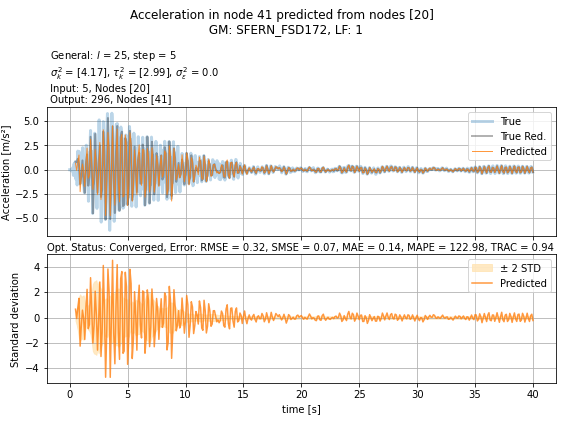 Acceleration in node 41 predicted from nodes [20]
GM: SFERN_FSD172, LF: 1
General: l = 25, step = 5
σ²ₖ = [4.17], τ²ₖ = [2.99], σ²ε = 0.0
Input: 5, Nodes [20]
Output: 296, Nodes [41]
Acceleration [m/s²]
5.0
2.5
0.0
−2.5
−5.0
True
True Red.
Predicted
Opt. Status: Converged, Error: RMSE = 0.32, SMSE = 0.07, MAE = 0.14, MAPE = 122.98, TRAC = 0.94
Standard deviation
4
2
0
−2
−4
± 2 STD
Predicted
0 5 10 15 20 25 30 35 40
time [s]